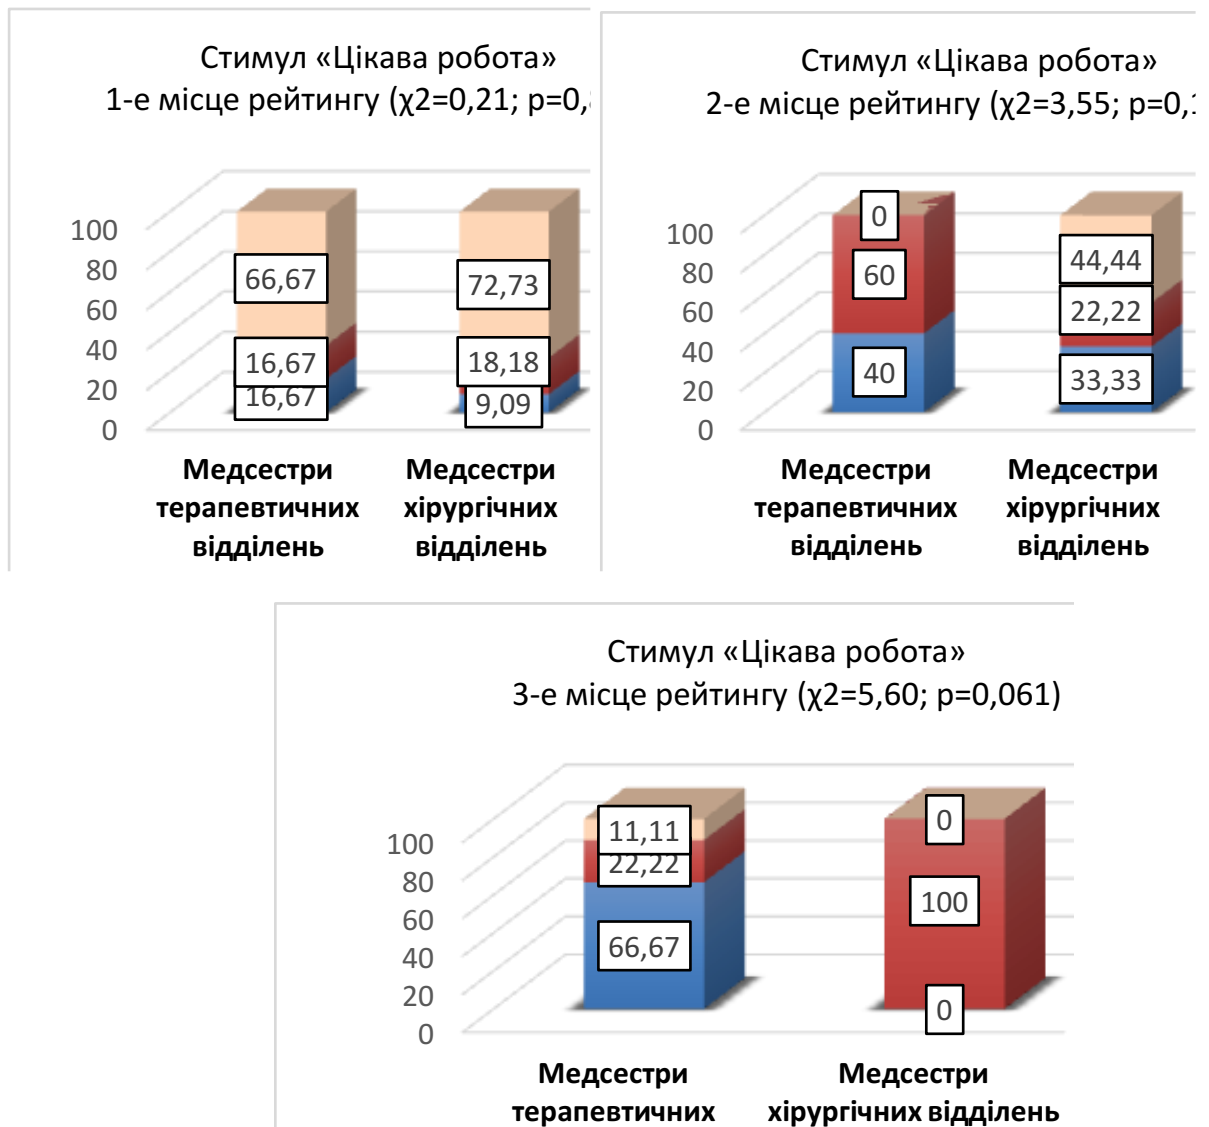 Стимул «Цікава робота»
1-е місце рейтингу (χ2=0,21; p=0,
100
80
60
40
20
0
66,67
16,67
16,67
72,73
18,18
9,09
Медсестри
терапевтичних
відділень
Медсестри
хірургічних
відділень
Стимул «Цікава робота»
2-е місце рейтингу (χ2=3,55; p=0,1
100
80
60
40
20
0
0
60
40
44,44
22,22
33,33
Медсестри
терапевтичних
відділень
Медсестри
хірургічних
відділень
Стимул «Цікава робота»
3-е місце рейтингу (χ2=5,60; p=0,061)
100
80
60
40
20
0
11,11
22,22
66,67
0
100
0
Медсестри
терапевтичних
Медсестри
хірургічних відділень